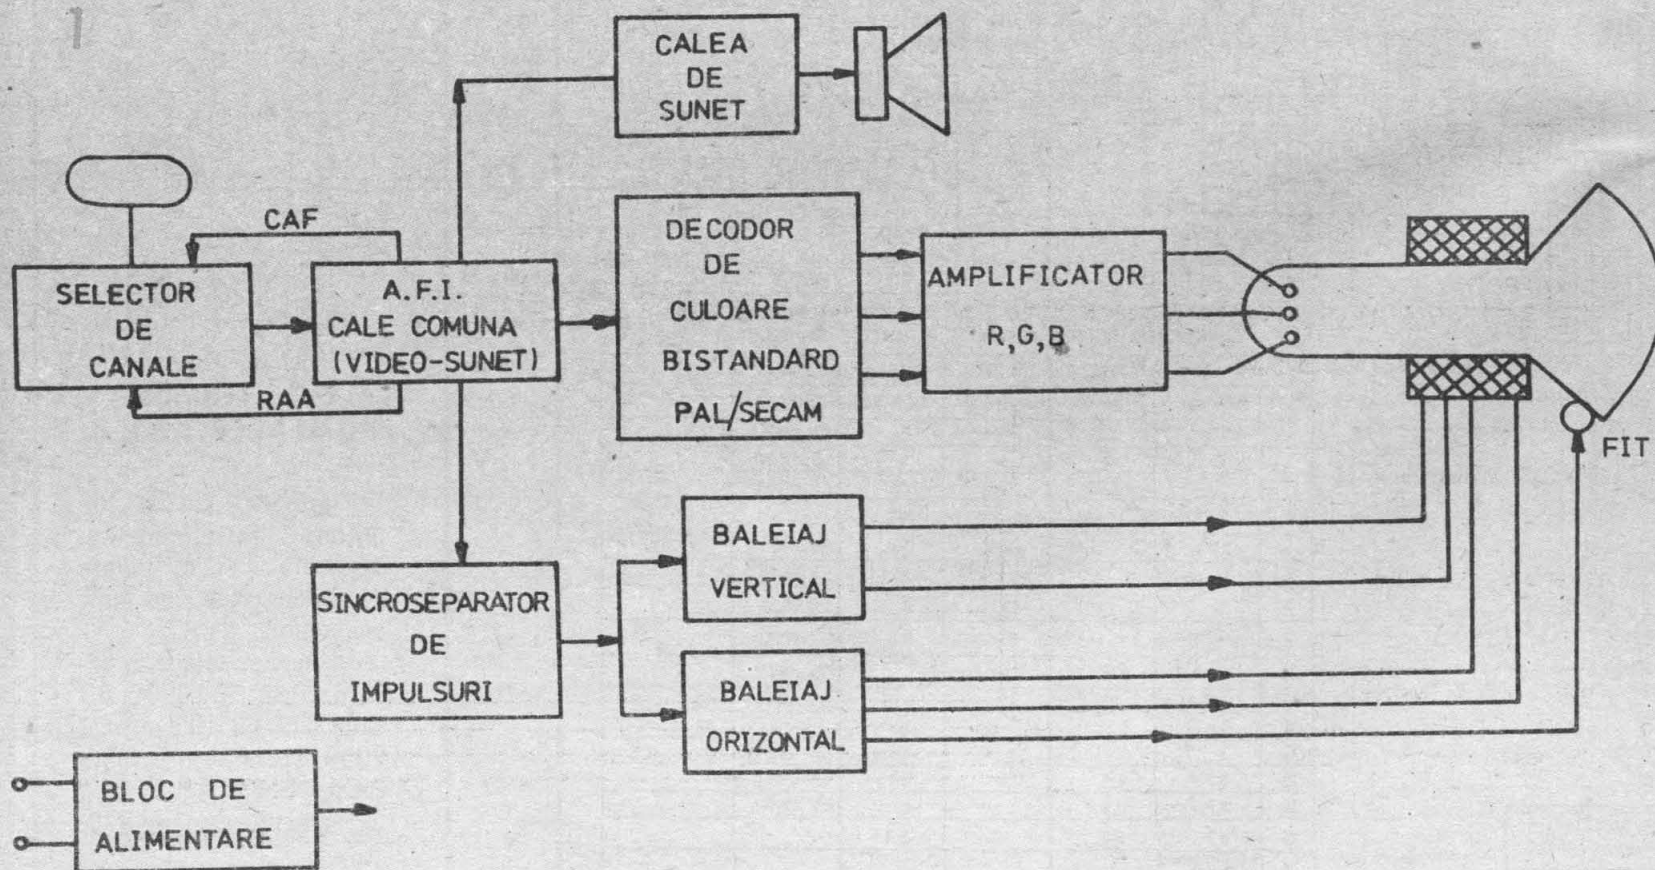 1
CALEA
DE
SUNET
CAF
SELECTOR
DE
CANALE
A.F.I.
CALE COMUNA
(VIDEO-SUNET)
RAA
DECODOR
DE
CULOARE
BISTANDARD
PAL/SECAM
AMPLIFICATOR
R,G,B
FIT
SINCROSEPARATOR
DE
IMPULSURI
BALEIAJ
VERTICAL
BALEIAJ
ORIZONTAL
BLOC DE
ALIMENTARE